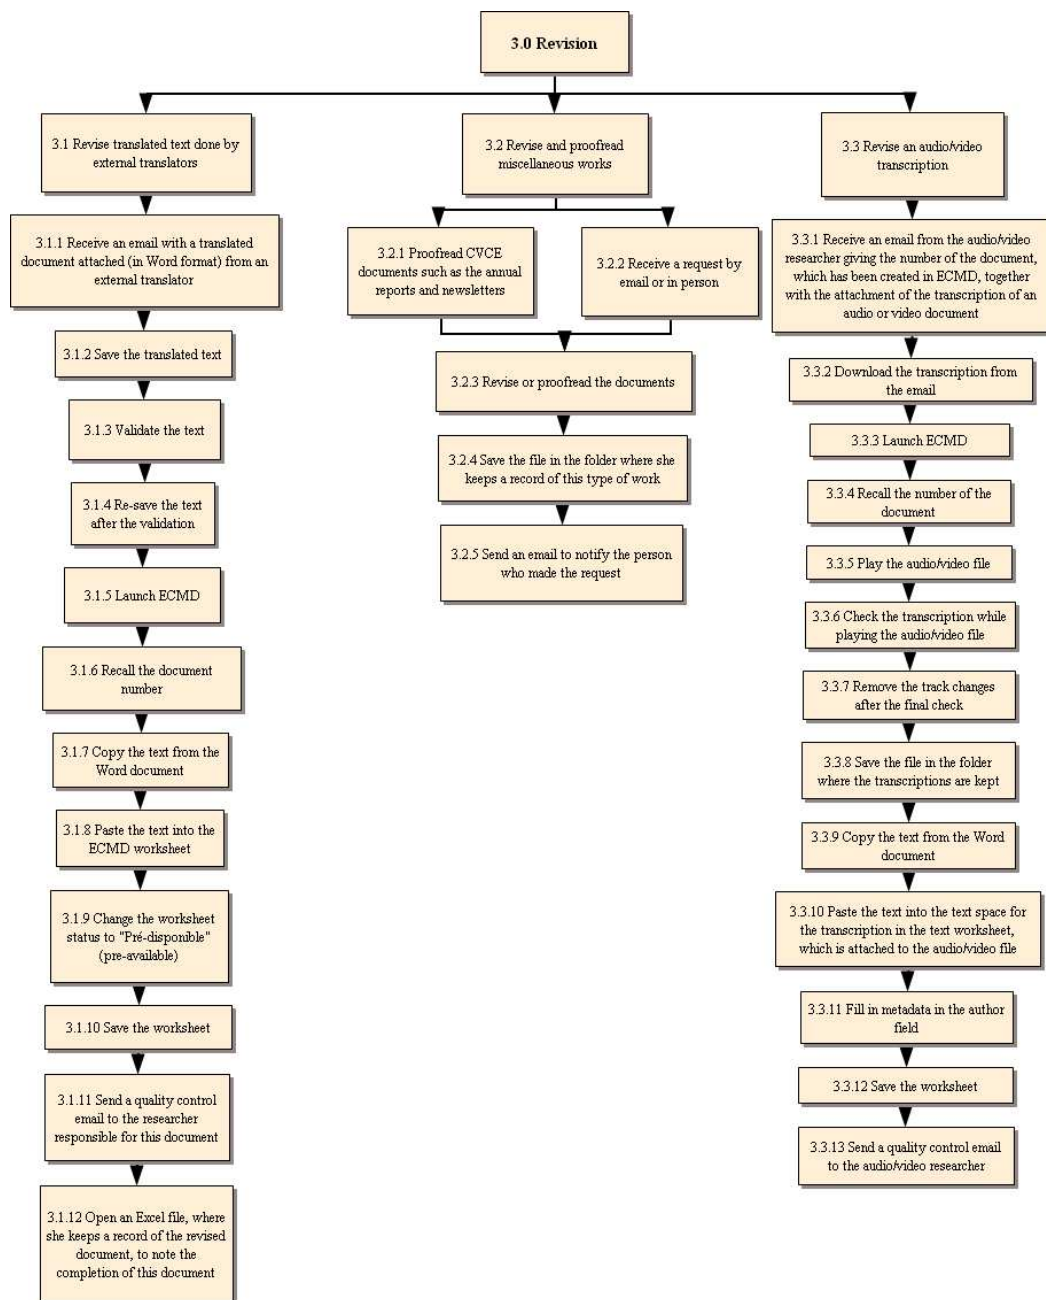 3.0 Revision
3.1 Revise translated text done by
external translators
3.1.1 Receive an email with a translated
document attached (in Word format) from an
external translator
3.1.2 Save the translated text
3.1.3 Validate the text
3.1.4 Re-save the text
after the validation
3.1.5 Launch ECMD
3.1.6 Recall the document
number
3.1.7 Copy the text from the
Word document
3.1.8 Paste the text into the
ECMD worksheet
3.1.9 Change the worksheet
status to "Pré-disponible"
(pre-available)
3.1.10 Save the worksheet
3.1.11 Send a quality control
email to the researcher
responsible for this document
3.1.12 Open an Excel file, where
she keeps a record of the revised
document, to note the
completion of this document
3.2 Revise and proofread
miscellaneous works
3.2.1 Proofread CVCE
documents such as the annual
reports and newsletters
3.2.2 Receive a request by
email or in person
3.2.3 Revise or proofread the documents
3.2.4 Save the file in the folder where she
keeps a record of this type of work
3.2.5 Send an email to notify the person
who made the request
3.3 Revise an audio/video
transcription
3.3.1 Receive an email from the audio/video
researcher giving the number of the document,
which has been created in ECMD, together
with the attachment of the transcription of an
audio or video document
3.3.2 Download the transcription from
the email
3.3.3 Launch ECMD
3.3.4 Recall the number of the
document
3.3.5 Play the audio/video file
3.3.6 Check the transcription while
playing the audio/video file
3.3.7 Remove the track changes
after the final check
3.3.8 Save the file in the folder
where the transcriptions are kept
3.3.9 Copy the text from the Word
document
3.3.10 Paste the text into the text space for
the transcription in the text worksheet,
which is attached to the audio/video file
3.3.11 Fill in metadata in the author
field
3.3.12 Save the worksheet
3.3.13 Send a quality control email
to the audio/video researcher